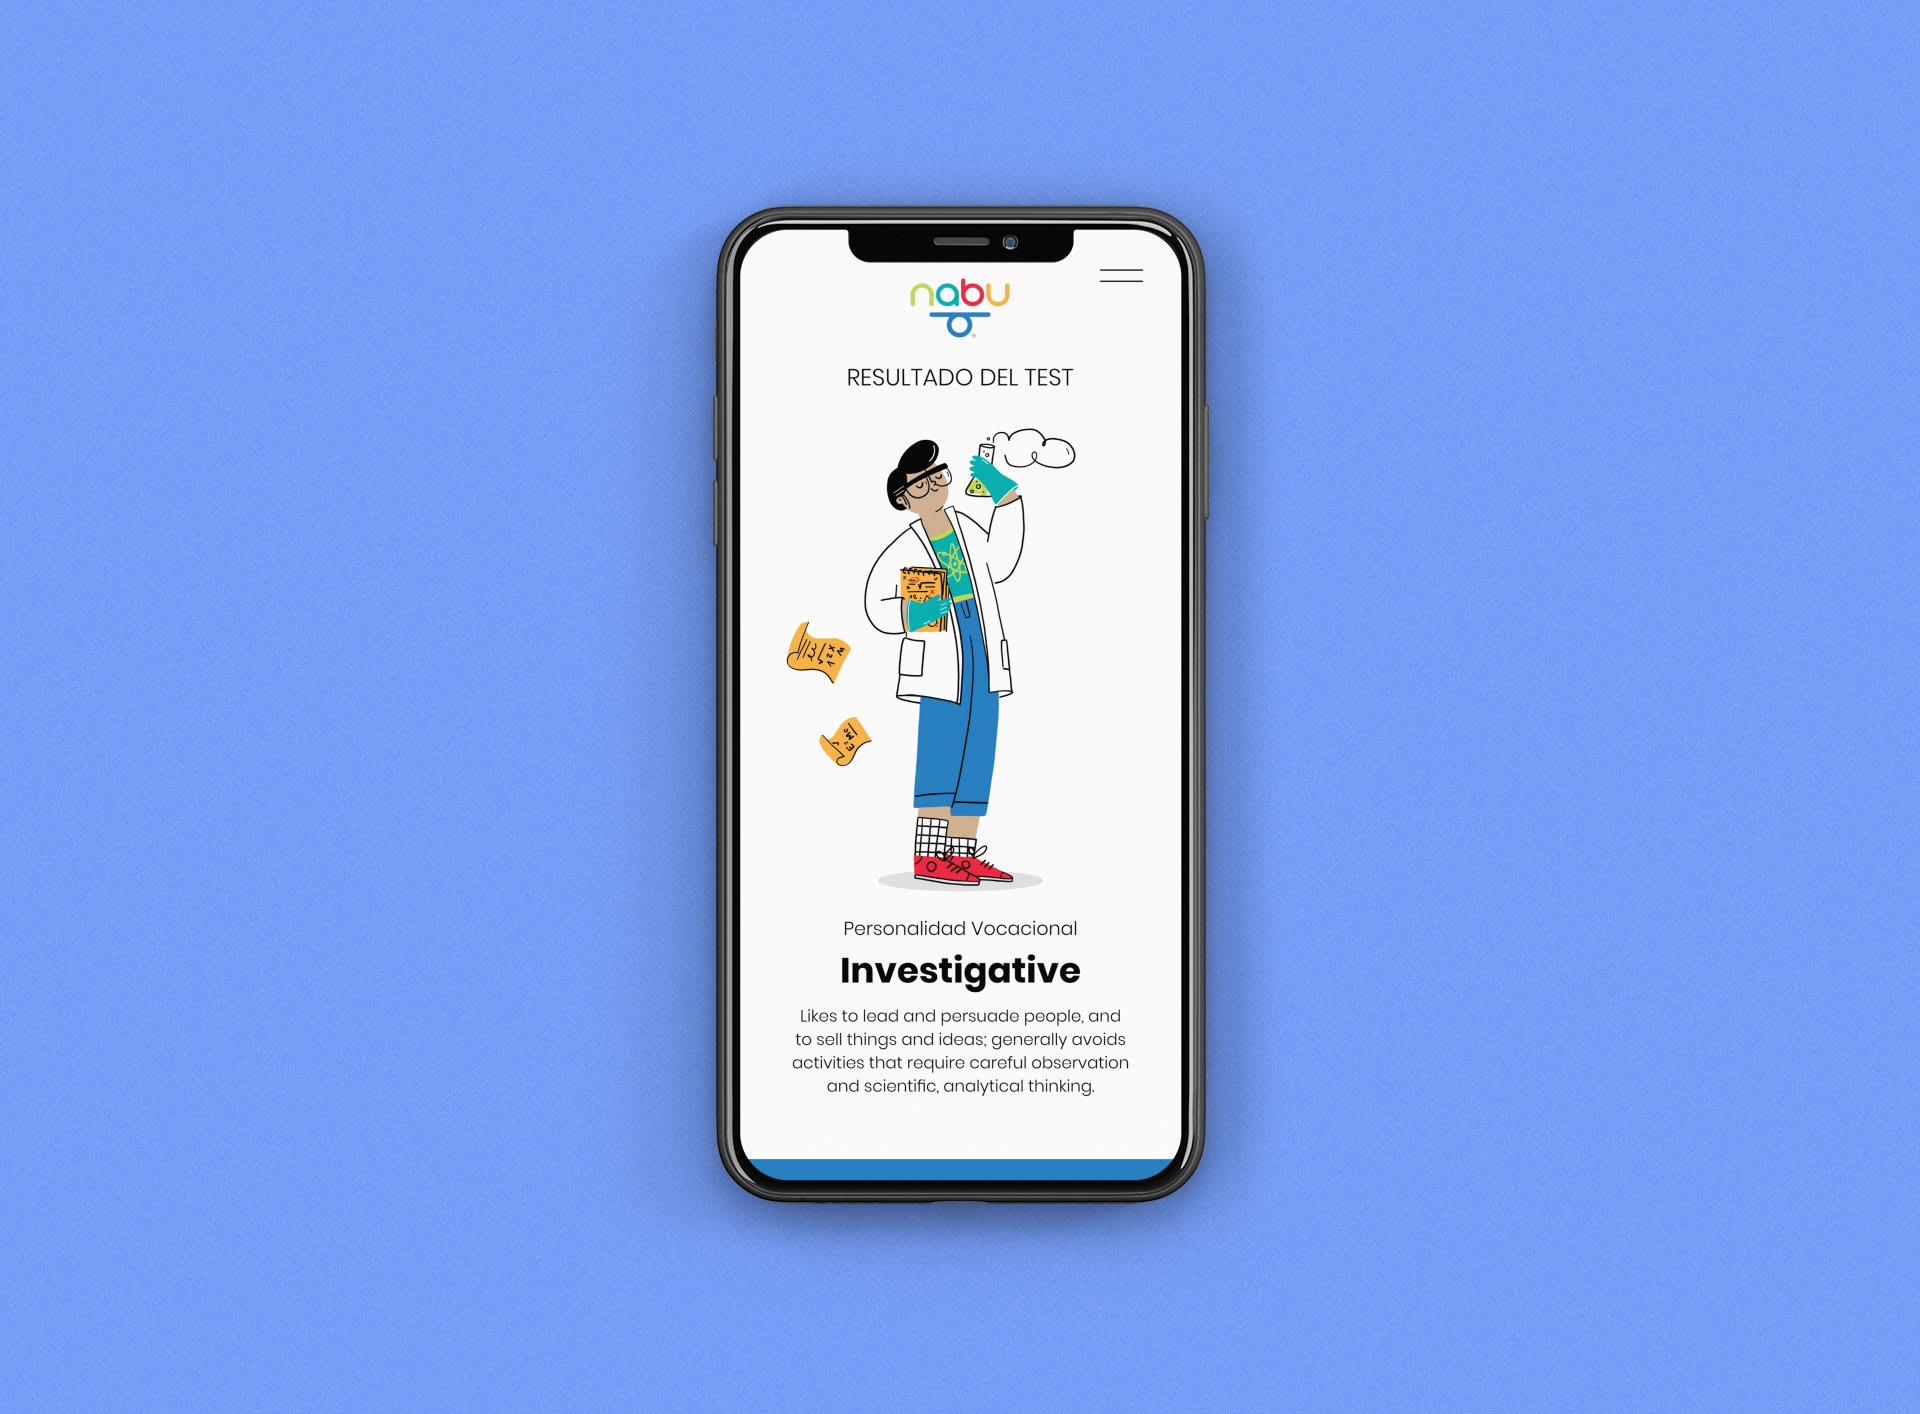 nabu
RESULTADO DEL TEST
E=Mc²
Personalidad Vocacional
Investigative
Likes to lead and persuade people, and
to sell things and ideas; generally avoids
activities that require careful observation
and scientific, analytical thinking.